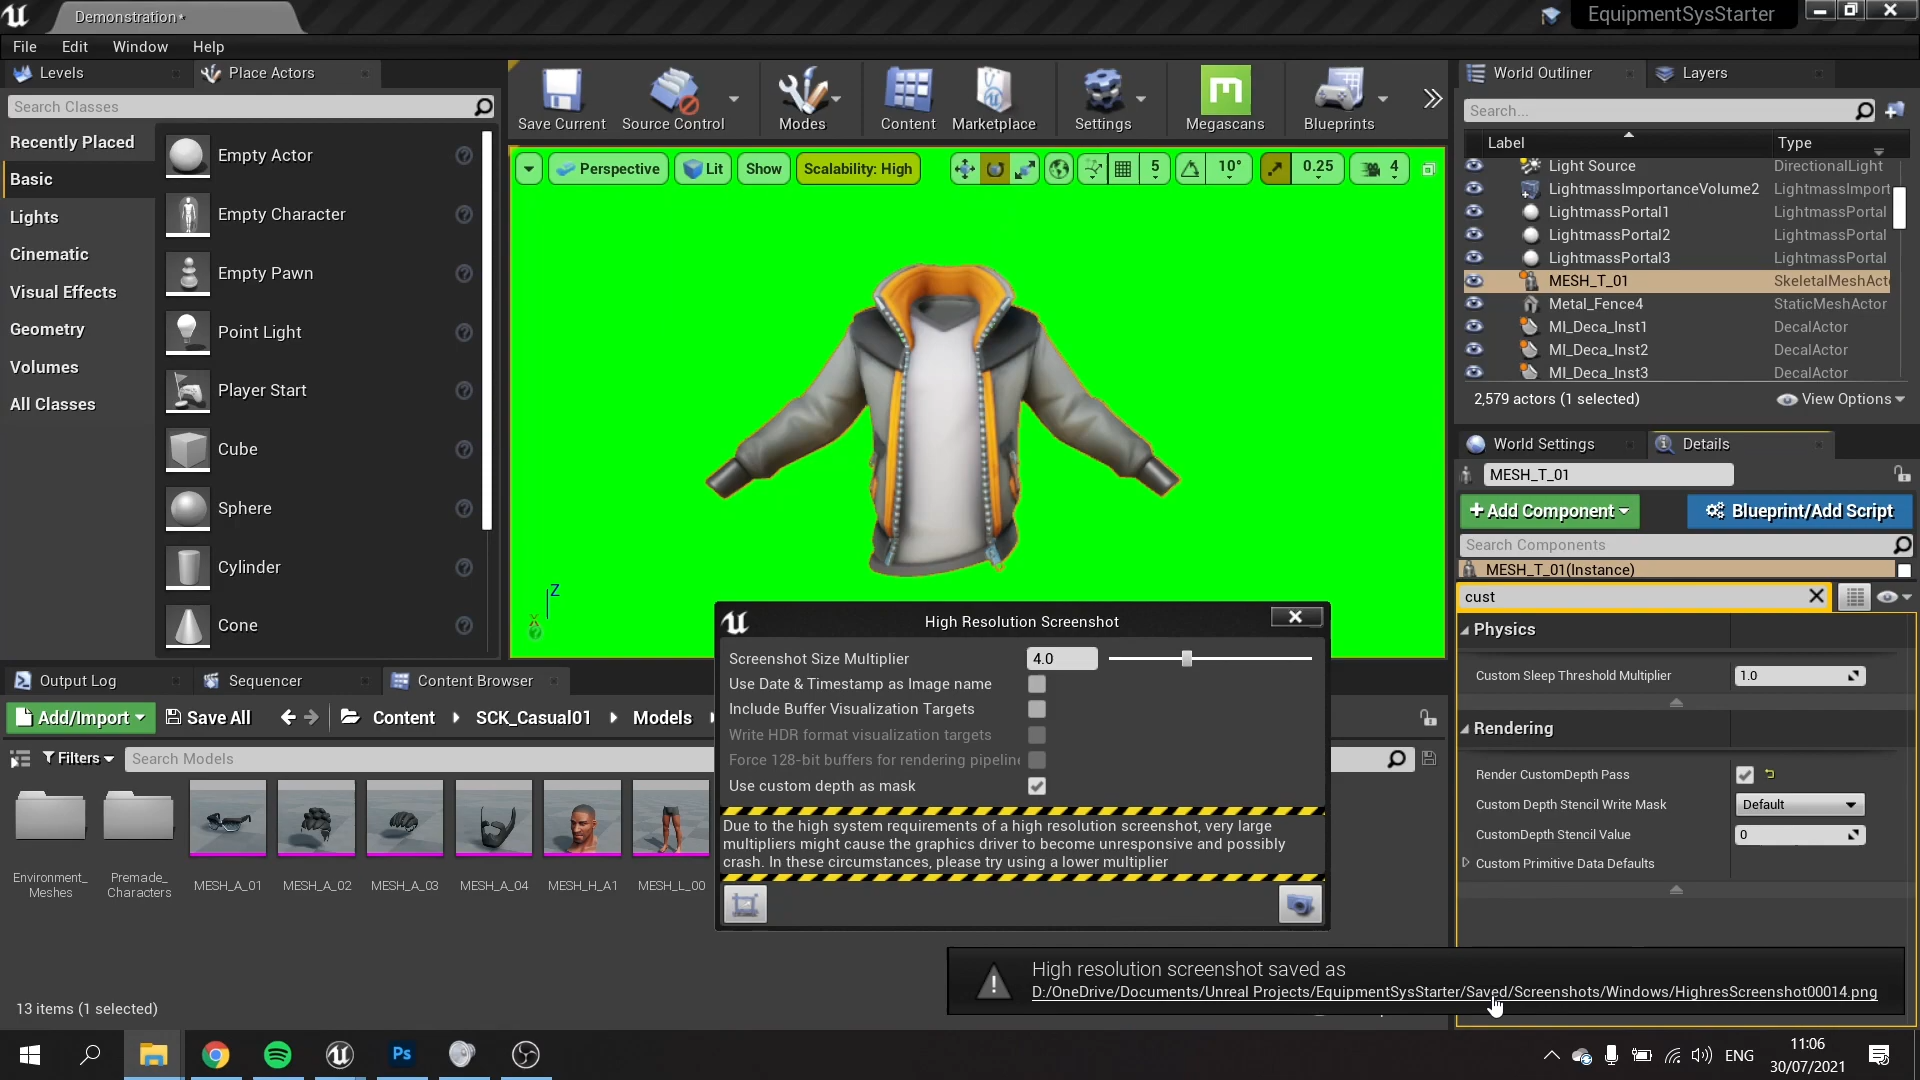 Demonstration*
EquipmentSysStarter
File Edit Window Help
Levels
Place Actors
Search Classes
Recently Placed
Basic
Lights
Cinematic
Visual Effects
Geometry
Volumes
All Classes
Empty Actor
Empty Character
Empty Pawn
Point Light
Player Start
Cube
Sphere
Cylinder
Cone
Save Current
Source Control
Modes
Content
Marketplace
Settings
Megascans
Blueprints
Perspective
Lit
Show
Scalability: High
5
10°
0.25
4
Z
World Outliner
Layers
Search...
Label Type
Light Source DirectionalLight
LightmassImportanceVolume2 LightmassImport
LightmassPortal1 LightmassPortal
LightmassPortal2 LightmassPortal
LightmassPortal3 LightmassPortal
MESH_T_01 SkeletalMeshActo
Metal_Fence4 StaticMeshActor
MI_Deca_Inst1 DecalActor
MI_Deca_Inst2 DecalActor
MI_Deca_Inst3 DecalActor
2,579 actors (1 selected)
View Options
World Settings
Details
MESH_T_01
+Add Component
Blueprint/Add Script
Search Components
MESH_T_01(Instance)
cust
Physics
Custom Sleep Threshold Multiplier 1.0
Rendering
Render CustomDepth Pass
Custom Depth Stencil Write Mask Default
CustomDepth Stencil Value 0
Custom Primitive Data Defaults
High Resolution Screenshot
Screenshot Size Multiplier 4.0
Use Date & Timestamp as Image name
Include Buffer Visualization Targets
Write HDR format visualization targets
Force 128-bit buffers for rendering pipeline
Use custom depth as mask
Due to the high system requirements of a high resolution screenshot, very large
multipliers might cause the graphics driver to become unresponsive and possibly
crash. In these circumstances, please try using a lower multiplier
Output Log
Sequencer
Content Browser
Add/Import
Save All
Content
SCK_Casual01
Models
Filters
Search Models
Environment_
Meshes
Premade_
Characters
MESH_A_01
MESH_A_02
MESH_A_03
MESH_A_04
MESH_H_A1
MESH_L_00
13 items (1 selected)
High resolution screenshot saved as
D:/OneDrive/Documents/Unreal Projects/EquipmentSysStarter/Saved/Screenshots/Windows/HighresScreenshot00014.png
Ps
ENG
11:06
30/07/2021